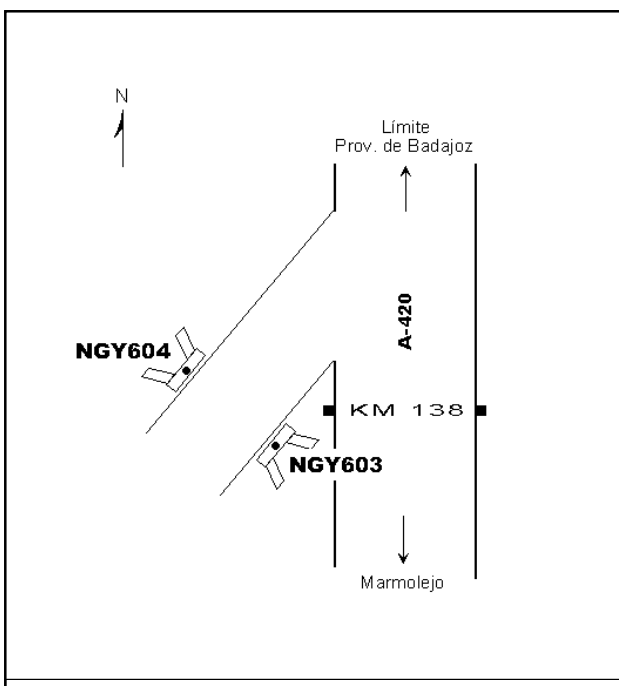 N
Límite
Prov. de Badajoz
A-420
NGY604
KM 138
NGY603
Marmolejo